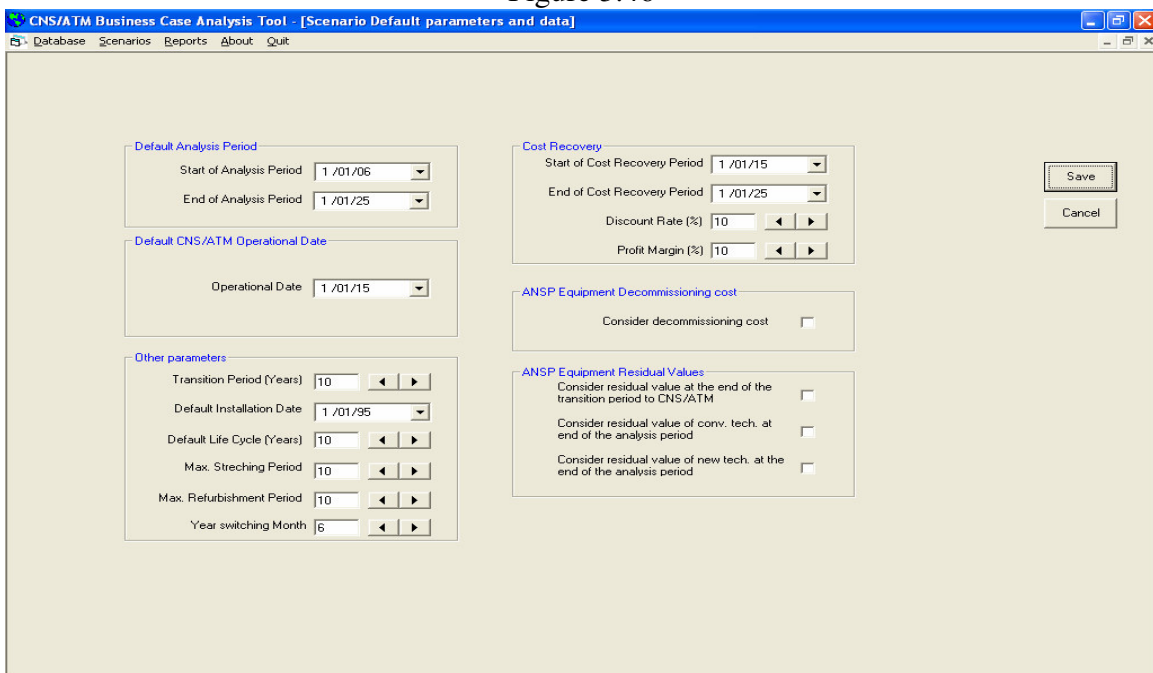 CNS/ATM Business Case Analysis Tool - [Scenario Default parameters and data]
Database Scenarios Reports About Quit
Default Analysis Period
Start of Analysis Period 1 /01/06
End of Analysis Period 1 /01/25
Default CNS/ATM Operational Date
Operational Date 1 /01/15
Other parameters
Transition Period (Years) 10
Default Installation Date 1 /01/95
Default Life Cycle (Years) 10
Max. Streching Period 10
Max. Refurbishment Period 10
Year switching Month 6
Cost Recovery
Start of Cost Recovery Period 1 /01/15
End of Cost Recovery Period 1 /01/25
Discount Rate (%) 10
Profit Margin (%) 10
ANSP Equipment Decommissioning cost
Consider decommissioning cost
ANSP Equipment Residual Values
Consider residual value at the end of the
transition period to CNS/ATM
Consider residual value of conv. tech. at
end of the analysis period
Consider residual value of new tech. at the
end of the analysis period
Save
Cancel